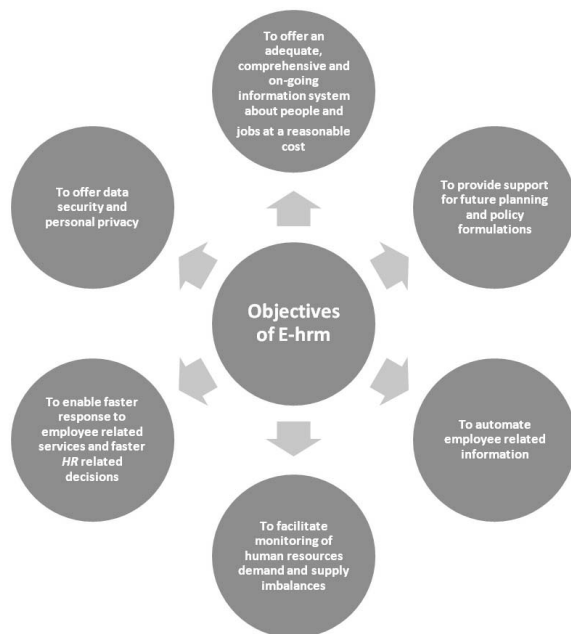 To offer an
adequate,
comprehensive and
on-going
information system
about people and
jobs at a reasonable
cost
To offer data
security and
personal privacy
To provide support
for future planning
and policy
formulations
Objectives
of E-hrm
To enable faster
response to
employee related
services and faster
HR related
decisions
To automate
employee related
information
To facilitate
monitoring of
human resources
demand and supply
imbalances